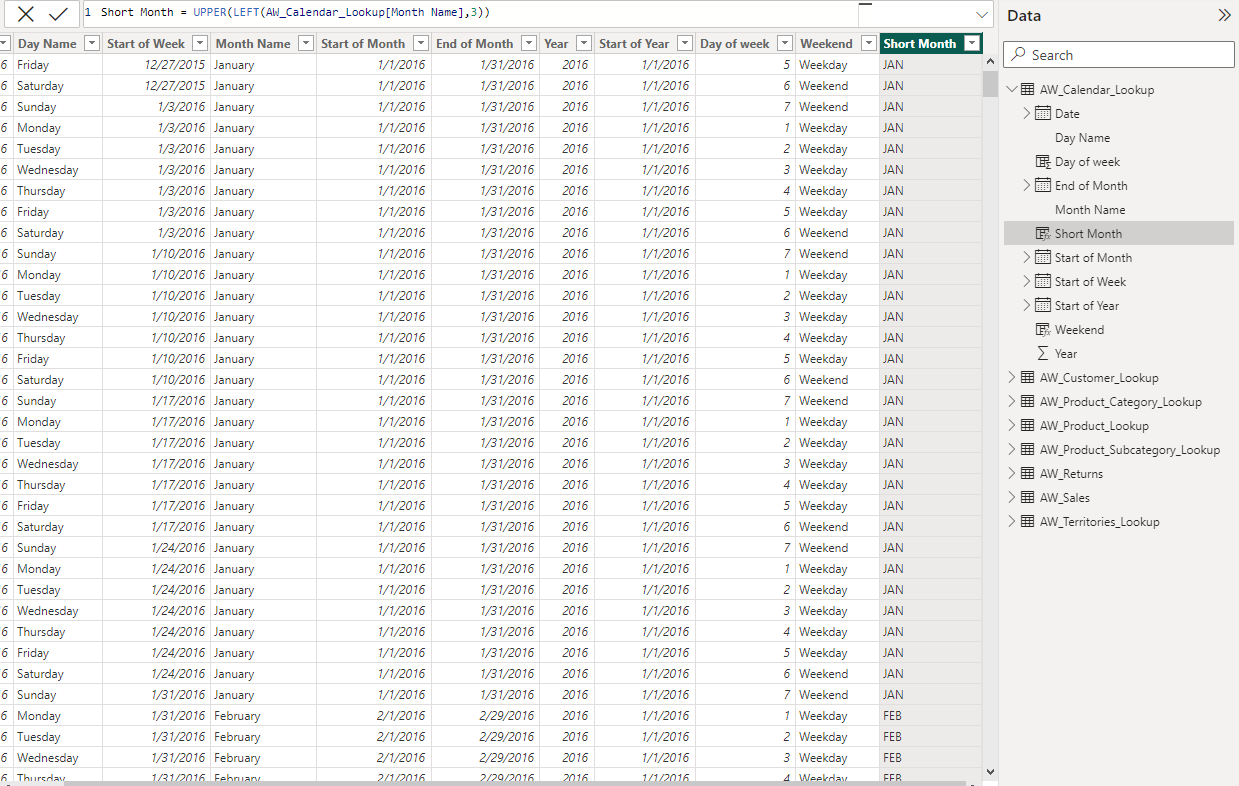 1 Short Month = UPPER(LEFT(AW_Calendar_Lookup[Month Name],3))
Day Name Start of Week Month Name Start of Month End of Month Year Start of Year Day of week Weekend Short Month
6 Friday 12/27/2015 January 1/1/2016 1/31/2016 2016 1/1/2016 5 Weekday JAN
6 Saturday 12/27/2015 January 1/1/2016 1/31/2016 2016 1/1/2016 6 Weekend JAN
6 Sunday 1/3/2016 January 1/1/2016 1/31/2016 2016 1/1/2016 7 Weekend JAN
6 Monday 1/3/2016 January 1/1/2016 1/31/2016 2016 1/1/2016 1 Weekday JAN
6 Tuesday 1/3/2016 January 1/1/2016 1/31/2016 2016 1/1/2016 2 Weekday JAN
6 Wednesday 1/3/2016 January 1/1/2016 1/31/2016 2016 1/1/2016 3 Weekday JAN
6 Thursday 1/3/2016 January 1/1/2016 1/31/2016 2016 1/1/2016 4 Weekday JAN
6 Friday 1/3/2016 January 1/1/2016 1/31/2016 2016 1/1/2016 5 Weekday JAN
6 Saturday 1/3/2016 January 1/1/2016 1/31/2016 2016 1/1/2016 6 Weekend JAN
6 Sunday 1/10/2016 January 1/1/2016 1/31/2016 2016 1/1/2016 7 Weekend JAN
6 Monday 1/10/2016 January 1/1/2016 1/31/2016 2016 1/1/2016 1 Weekday JAN
6 Tuesday 1/10/2016 January 1/1/2016 1/31/2016 2016 1/1/2016 2 Weekday JAN
6 Wednesday 1/10/2016 January 1/1/2016 1/31/2016 2016 1/1/2016 3 Weekday JAN
6 Thursday 1/10/2016 January 1/1/2016 1/31/2016 2016 1/1/2016 4 Weekday JAN
6 Friday 1/10/2016 January 1/1/2016 1/31/2016 2016 1/1/2016 5 Weekday JAN
6 Saturday 1/10/2016 January 1/1/2016 1/31/2016 2016 1/1/2016 6 Weekend JAN
6 Sunday 1/17/2016 January 1/1/2016 1/31/2016 2016 1/1/2016 7 Weekend JAN
6 Monday 1/17/2016 January 1/1/2016 1/31/2016 2016 1/1/2016 1 Weekday JAN
6 Tuesday 1/17/2016 January 1/1/2016 1/31/2016 2016 1/1/2016 2 Weekday JAN
6 Wednesday 1/17/2016 January 1/1/2016 1/31/2016 2016 1/1/2016 3 Weekday JAN
6 Thursday 1/17/2016 January 1/1/2016 1/31/2016 2016 1/1/2016 4 Weekday JAN
6 Friday 1/17/2016 January 1/1/2016 1/31/2016 2016 1/1/2016 5 Weekday JAN
6 Saturday 1/17/2016 January 1/1/2016 1/31/2016 2016 1/1/2016 6 Weekend JAN
6 Sunday 1/24/2016 January 1/1/2016 1/31/2016 2016 1/1/2016 7 Weekend JAN
6 Monday 1/24/2016 January 1/1/2016 1/31/2016 2016 1/1/2016 1 Weekday JAN
6 Tuesday 1/24/2016 January 1/1/2016 1/31/2016 2016 1/1/2016 2 Weekday JAN
6 Wednesday 1/24/2016 January 1/1/2016 1/31/2016 2016 1/1/2016 3 Weekday JAN
6 Thursday 1/24/2016 January 1/1/2016 1/31/2016 2016 1/1/2016 4 Weekday JAN
6 Friday 1/24/2016 January 1/1/2016 1/31/2016 2016 1/1/2016 5 Weekday JAN
6 Saturday 1/24/2016 January 1/1/2016 1/31/2016 2016 1/1/2016 6 Weekend JAN
6 Sunday 1/31/2016 January 1/1/2016 1/31/2016 2016 1/1/2016 7 Weekend JAN
6 Monday 1/31/2016 February 2/1/2016 2/29/2016 2016 1/1/2016 1 Weekday FEB
6 Tuesday 1/31/2016 February 2/1/2016 2/29/2016 2016 1/1/2016 2 Weekday FEB
6 Wednesday 1/31/2016 February 2/1/2016 2/29/2016 2016 1/1/2016 3 Weekday FEB
6 Thursday 1/31/2016 February 2/1/2016 2/29/2016 2016 1/1/2016 4 Weekday FEB
Data
Search
AW_Calendar_Lookup
Date
Day Name
Day of week
End of Month
Month Name
Short Month
Start of Month
Start of Week
Start of Year
Weekend
Year
AW_Customer_Lookup
AW_Product_Category_Lookup
AW_Product_Lookup
AW_Product_Subcategory_Lookup
AW_Returns
AW_Sales
AW_Territories_Lookup